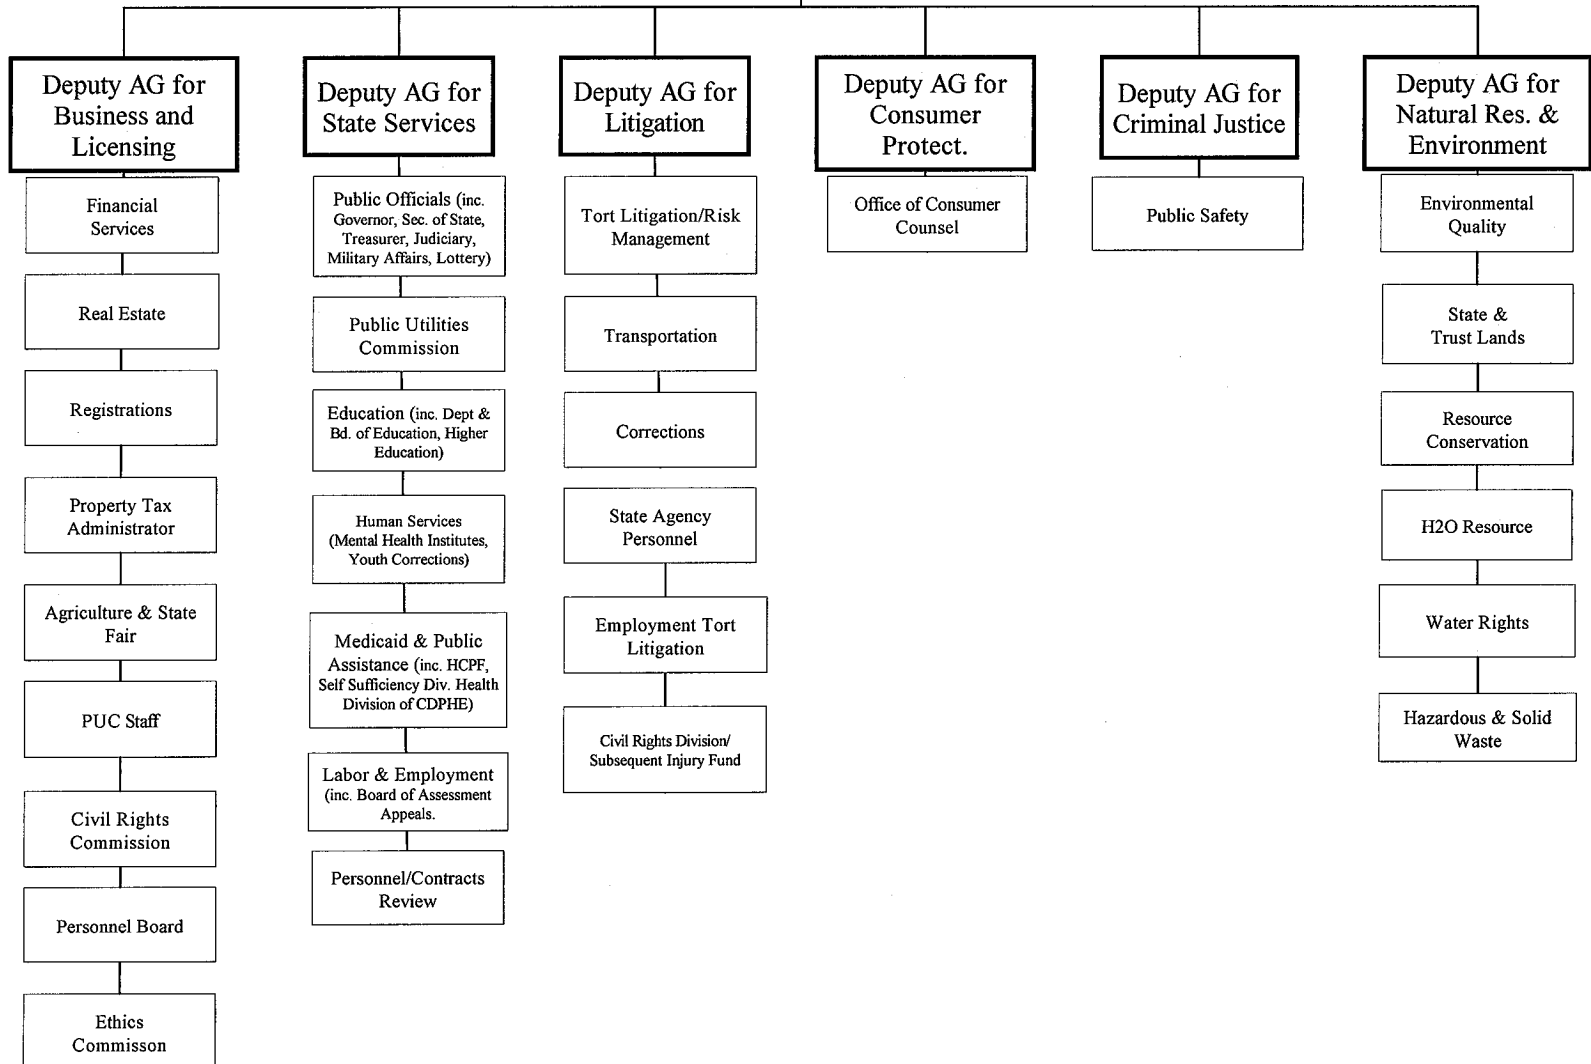 Deputy AG for
Business and
Licensing
Financial
Services
Real Estate
Registrations
Property Tax
Administrator
Agriculture & State
Fair
PUC Staff
Civil Rights
Commission
Personnel Board
Ethics
Commisson
Deputy AG for
State Services
Public Officials (inc.
Governor, Sec. of State,
Treasurer, Judiciary,
Military Affairs, Lottery)
Public Utilities
Commission
Education (inc. Dept &
Bd. of Education, Higher
Education)
Human Services
(Mental Health Institutes,
Youth Corrections)
Medicaid & Public
Assistance (inc. HCPF,
Self Sufficiency Div. Health
Division of CDPHE)
Labor & Employment
(inc. Board of Assessment
Appeals.
Personnel/Contracts
Review
Deputy AG for
Litigation
Tort Litigation/Risk
Management
Transportation
Corrections
State Agency
Personnel
Employment Tort
Litigation
Civil Rights Division/
Subsequent Injury Fund
Deputy AG for
Consumer
Protect.
Office of Consumer
Counsel
Deputy AG for
Criminal Justice
Public Safety
Deputy AG for
Natural Res. &
Environment
Environmental
Quality
State &
Trust Lands
Resource
Conservation
H2O Resource
Water Rights
Hazardous & Solid
Waste